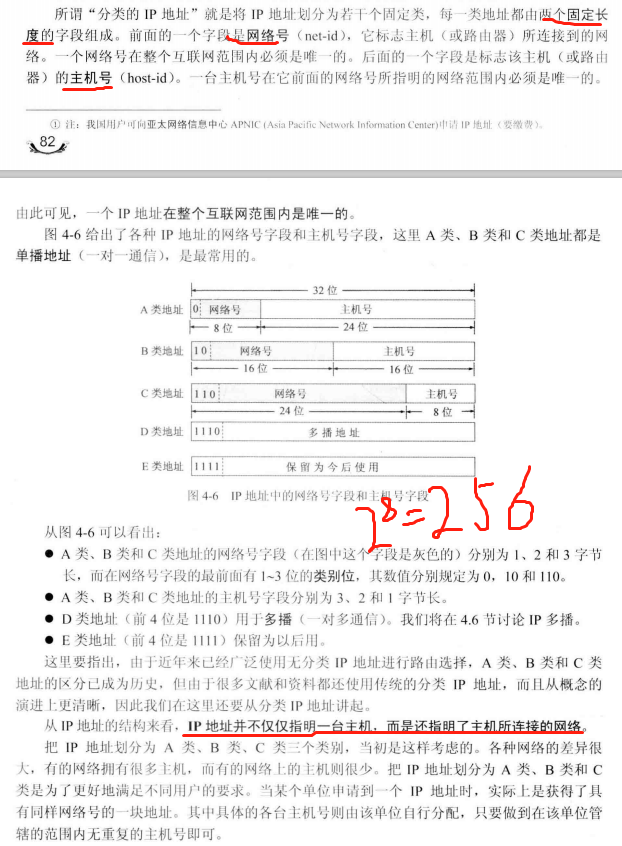 所谓“分类的 IP 地址”就是将 IP 地址划分为若干个固定类，每一类地址都由两个固定长
度的字段组成。前面的一个字段是网络号（net-id），它标志主机（或路由器）所连接到的网
络。一个网络号在整个互联网范围内必须是唯一的。后面的一个字段是标志该主机（或路由
器）的主机号（host-id）。一台主机号在它前面的网络号所指明的网络范围内必须是唯一的。
① 注：我国用户可向亚太网络信息中心 APNIC (Asia Pacific Network Information Center)申请 IP 地址（要缴费）。
82
由此可见，一个 IP 地址在整个互联网范围内是唯一的。
图 4-6 给出了各种 IP 地址的网络号字段和主机号字段，这里 A 类、B 类和 C 类地址都是
单播地址（一对一通信），是最常用的。
32 位
A 类地址 0 网络号 主机号
8 位 24 位
B 类地址 10 网络号 主机号
16 位 16 位
C 类地址 110 网络号 主机号
24 位 8 位
D 类地址 1110 多播地址
E 类地址 1111 保留为今后使用
图 4-6 IP 地址中的网络号字段和主机号字段
2⁸=256
从图 4-6 可以看出：
● A 类、B 类和 C 类地址的网络号字段（在图中这个字段是灰色的）分别为 1、2 和 3 字节
长，而在网络号字段的最前面有 1~3 位的类别位，其数值分别规定为 0，10 和 110。
● A 类、B 类和 C 类地址的主机号字段分别为 3、2 和 1 字节长。
● D 类地址（前 4 位是 1110）用于多播（一对多通信）。我们将在 4.6 节讨论 IP 多播。
● E 类地址（前 4 位是 1111）保留为以后用。
这里要指出，由于近年来已经广泛使用无分类 IP 地址进行路由选择，A 类、B 类和 C 类
地址的区分已成为历史，但由于很多文献和资料都还使用传统的分类 IP 地址，而且从概念的
演进上更清晰，因此我们在这里还要从分类 IP 地址讲起。
从 IP 地址的结构来看，IP 地址并不仅仅指明一台主机，而是还指明了主机所连接的网络。
把 IP 地址划分为 A 类、B 类、C 类三个类别，当初是这样考虑的。各种网络的差异很
大，有的网络拥有很多主机，而有的网络上的主机则很少。把 IP 地址划分为 A 类、B 类和 C
类是为了更好地满足不同用户的要求。当某个单位申请到一个 IP 地址时，实际上是获得了具
有同样网络号的一块地址。其中具体的各台主机号则由该单位自行分配，只要做到在该单位管
辖的范围内无重复的主机号即可。